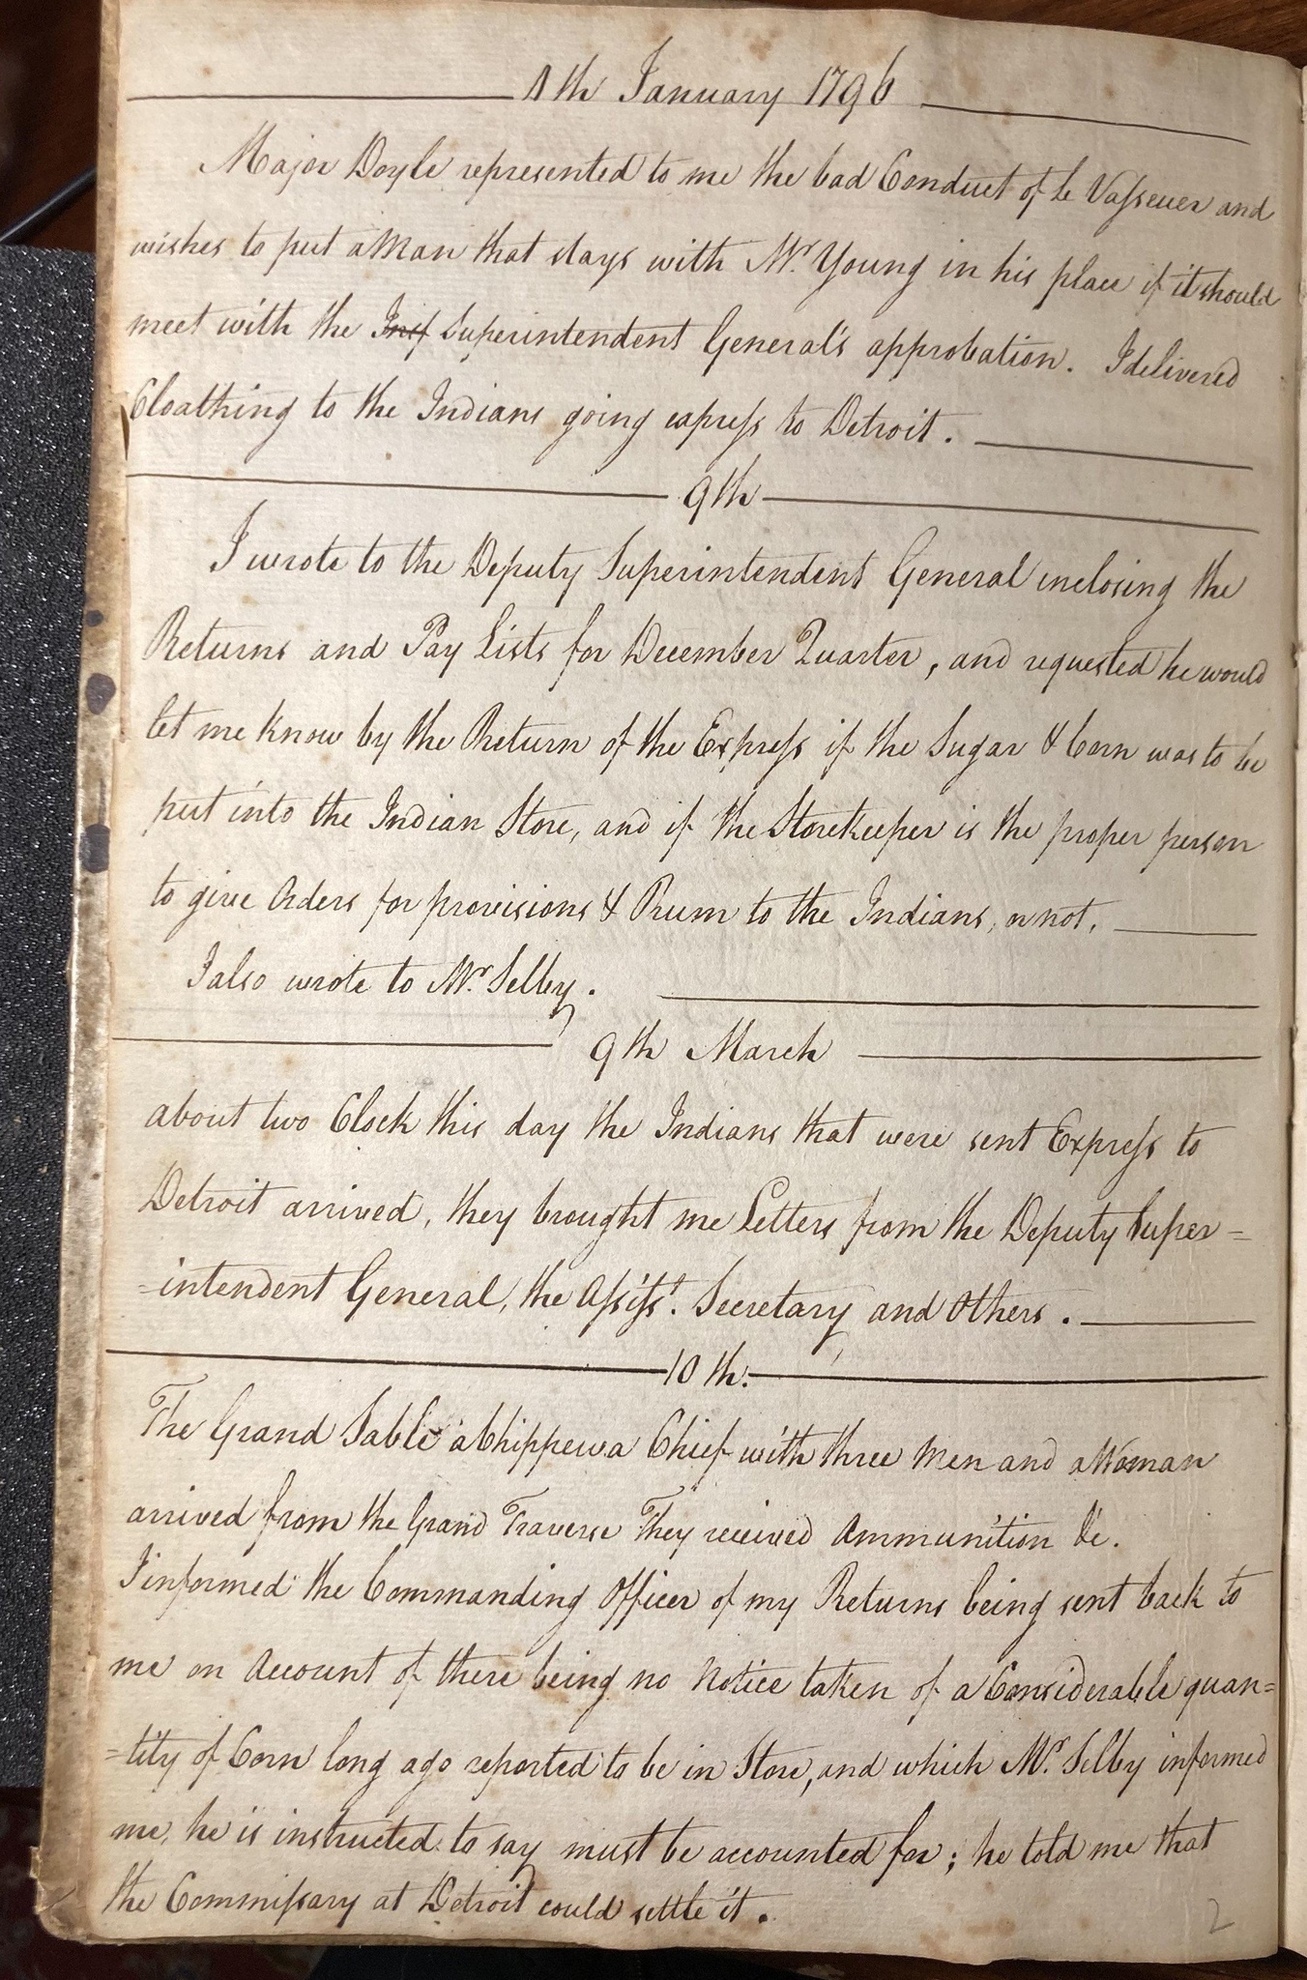 8th January 1796
Major Doyle represented to me the bad Conduct of Le Vasseuer and
wishes to put a Man that stays with Mr. Young in his place if it should
meet with the Superintendent General's approbation. I delivered
Cloathing to the Indians going express to Detroit.
9th
I wrote to the Deputy Superintendent General inclosing the
Returns and Pay Lists for December Quarter, and requested he would
let me know by the Return of the Express if the Sugar & Corn was to be
put into the Indian Store, and if the Storekeeper is the proper person
to give Orders for provisions & Rum to the Indians, or not.
I also wrote to Mr. Selby.
9th March
about two Clock this day the Indians that were sent Express to
Detroit arrived, they brought me Letters from the Deputy Super=
=intendent General, the Assist. Secretary and Others.
10th.
The Grand Sable a Chippewa Chief with three Men and a Woman
arrived from the Grand Traverse They received Ammunition &c.
I informed the Commanding Officer of my Returns being sent back to
me on Account of there being no Notice taken of a Considerable quan=
=tity of Corn long ago reported to be in Store, and which Mr. Selby informed
me, he is instructed to say must be accounted for; he told me that
the Commissary at Detroit could settle it.
2